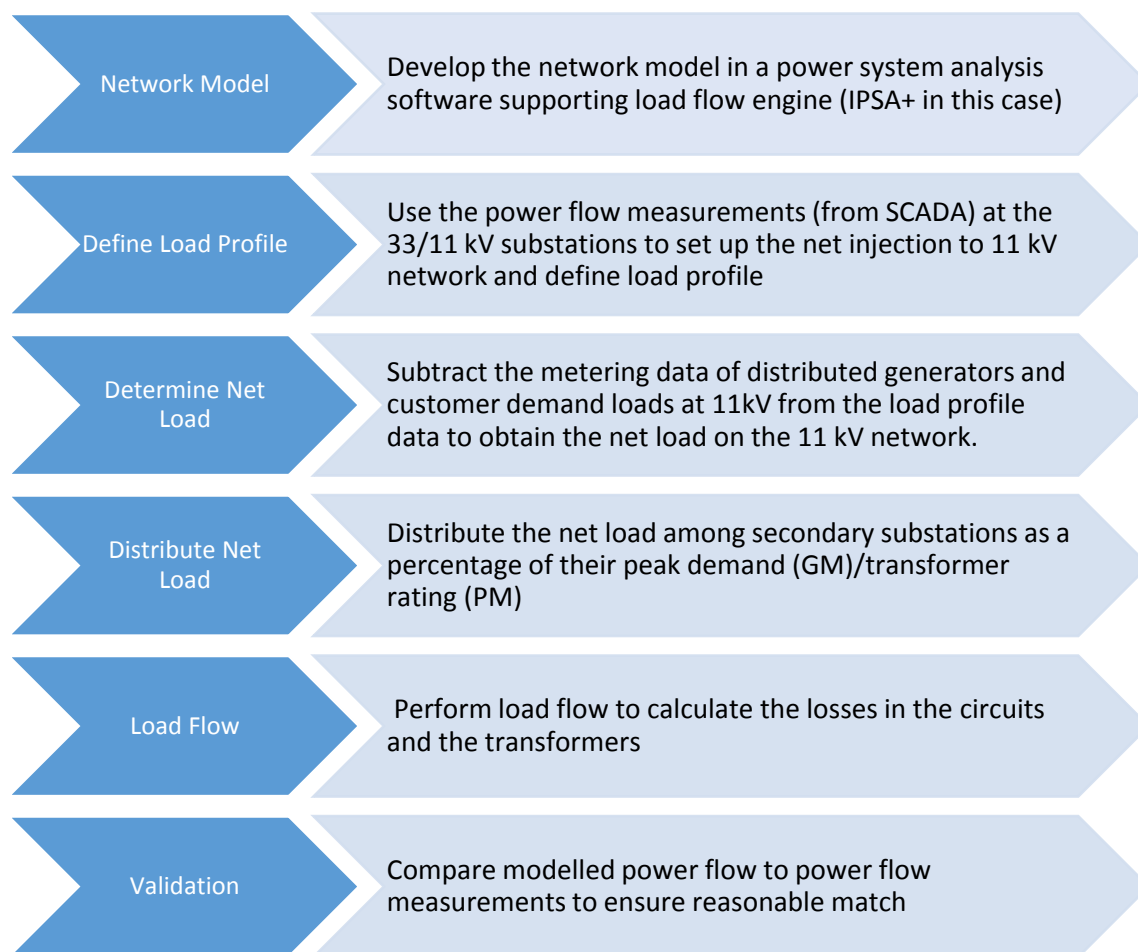 Network Model
Develop the network model in a power system analysis
software supporting load flow engine (IPSA+ in this case)
Define Load Profile
Use the power flow measurements (from SCADA) at the
33/11 kV substations to set up the net injection to 11 kV
network and define load profile
Determine Net
Load
Subtract the metering data of distributed generators and
customer demand loads at 11kV from the load profile
data to obtain the net load on the 11 kV network.
Distribute Net
Load
Distribute the net load among secondary substations as a
percentage of their peak demand (GM)/transformer
rating (PM)
Load Flow
Perform load flow to calculate the losses in the circuits
and the transformers
Validation
Compare modelled power flow to power flow
measurements to ensure reasonable match